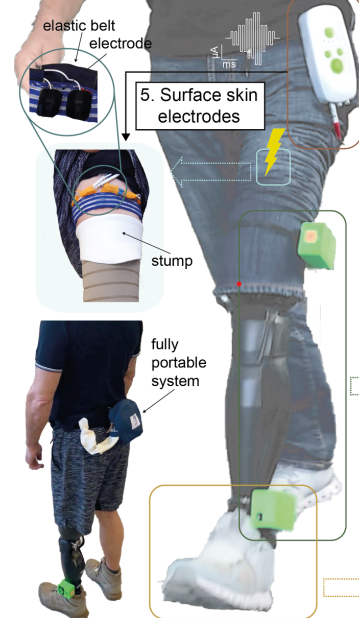 elastic belt
electrode
µA
ms
5. Surface skin
electrodes
stump
fully
portable
system